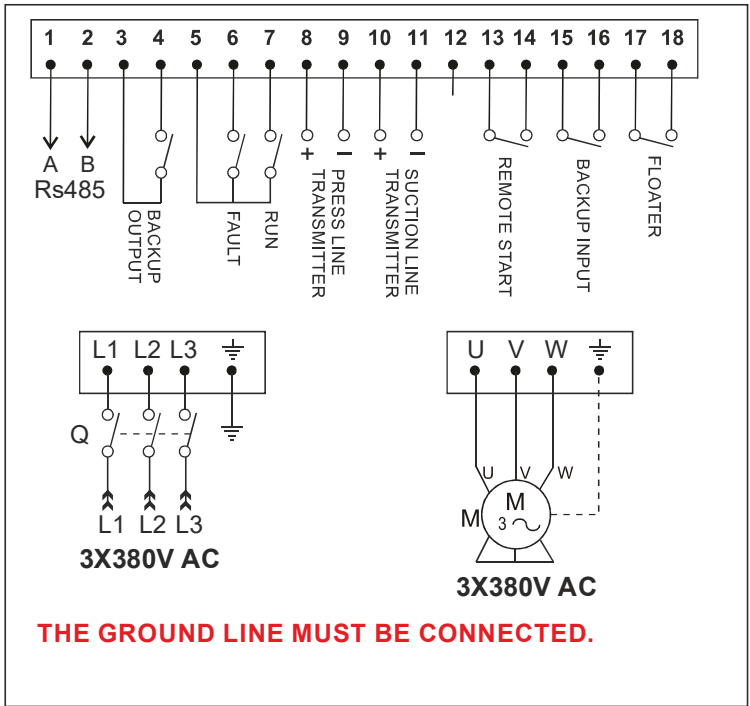 1 2 3 4 5 6 7 8 9 10 11 12 13 14 15 16 17 18
A B
Rs485
BACKUP
OUTPUT
FAULT
RUN
+ −
PRESS LINE
TRANSMITTER
+ −
SUCTION LINE
TRANSMITTER
REMOTE START
BACKUP INPUT
FLOATER
L1 L2 L3
Q
L1 L2 L3
3X380V AC
U V W
U V W
M
M
3
3X380V AC
THE GROUND LINE MUST BE CONNECTED.